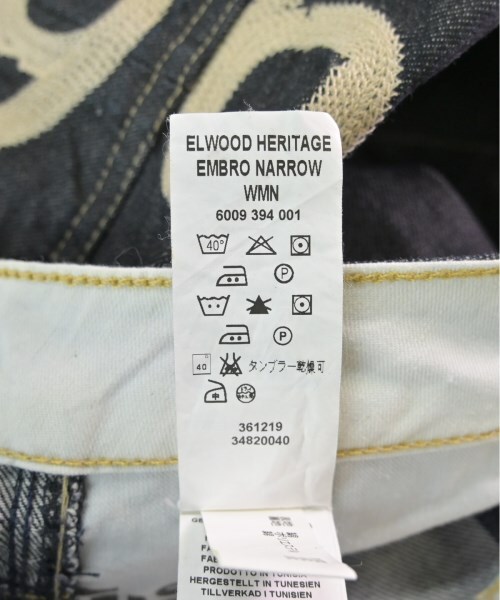 ELWOOD HERITAGE
EMBRO NARROW
WMN
6009 394 001
40°
P
P
40
タンブラー乾燥可
中
361219
34820040
PRODOTTO IN TUNISIA
HERGESTELLT IN TUNESIEN
TILLVERKAD I TUNISIEN